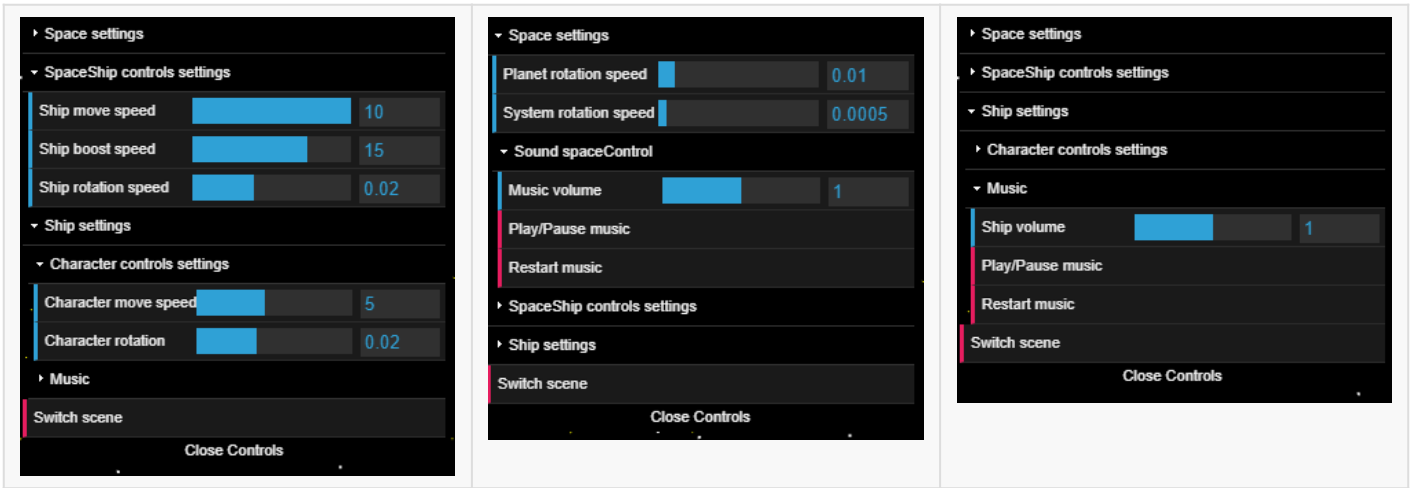 Space settings
SpaceShip controls settings
Ship move speed 10
Ship boost speed 15
Ship rotation speed 0.02
Ship settings
Character controls settings
Character move speed 5
Character rotation 0.02
Music
Switch scene
Close Controls
Space settings
Planet rotation speed 0.01
System rotation speed 0.0005
Sound spaceControl
Music volume 1
Play/Pause music
Restart music
SpaceShip controls settings
Ship settings
Switch scene
Close Controls
Space settings
SpaceShip controls settings
Ship settings
Character controls settings
Music
Ship volume 1
Play/Pause music
Restart music
Switch scene
Close Controls